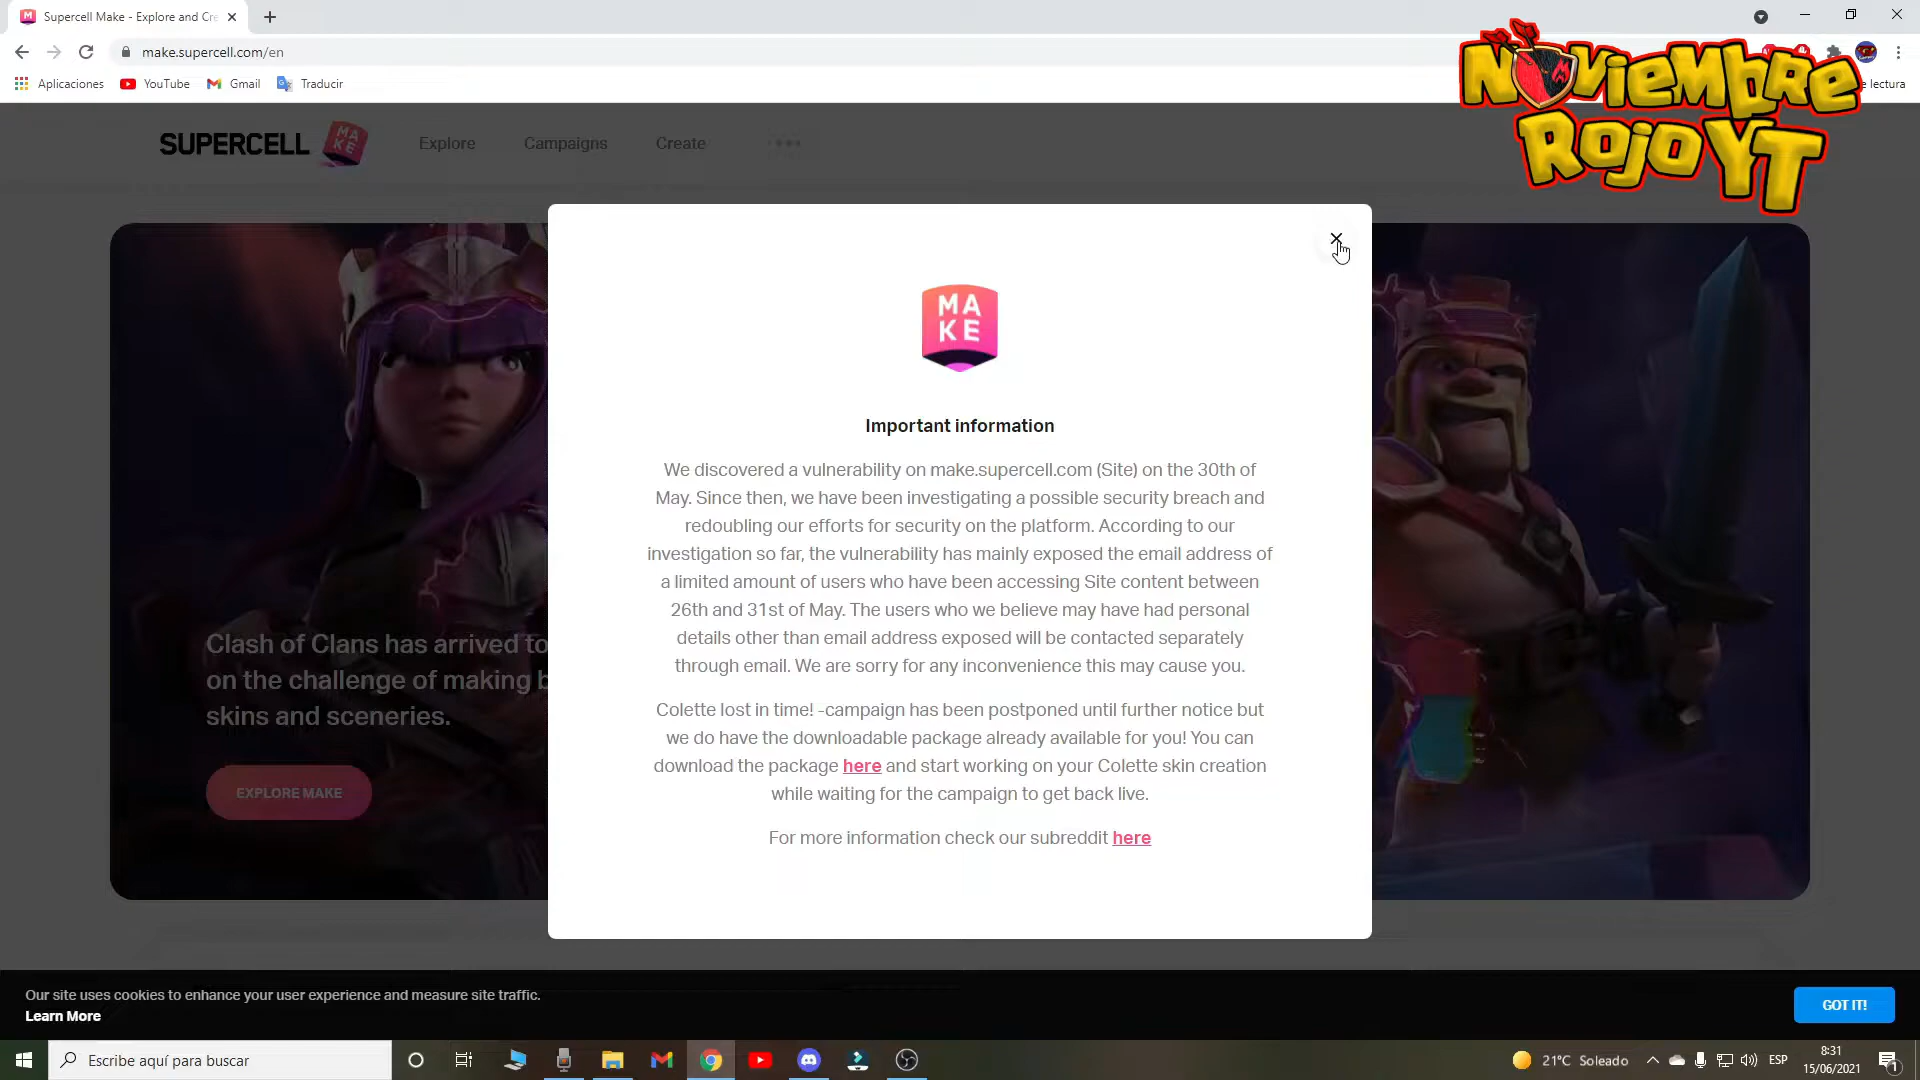 Supercell Make - Explore and Cre
make.supercell.com/en
Aplicaciones
YouTube
Gmail
Traducir
lectura
NOVIEMBRE
ROJO YT
SUPERCELL
MA
KE
Explore
Campaigns
Create
MA
KE
Important information
We discovered a vulnerability on make.supercell.com (Site) on the 30th of
May. Since then, we have been investigating a possible security breach and
redoubling our efforts for security on the platform. According to our
investigation so far, the vulnerability has mainly exposed the email address of
a limited amount of users who have been accessing Site content between
26th and 31st of May. The users who we believe may have had personal
details other than email address exposed will be contacted separately
through email. We are sorry for any inconvenience this may cause you.
Colette lost in time! -campaign has been postponed until further notice but
we do have the downloadable package already available for you! You can
download the package here and start working on your Colette skin creation
while waiting for the campaign to get back live.
For more information check our subreddit here
Clash of Clans has arrived to
on the challenge of making b
skins and sceneries.
EXPLORE MAKE
Our site uses cookies to enhance your user experience and measure site traffic.
Learn More
GOT IT!
Escribe aquí para buscar
21°C Soleado
ESP
8:31
15/06/2021
1